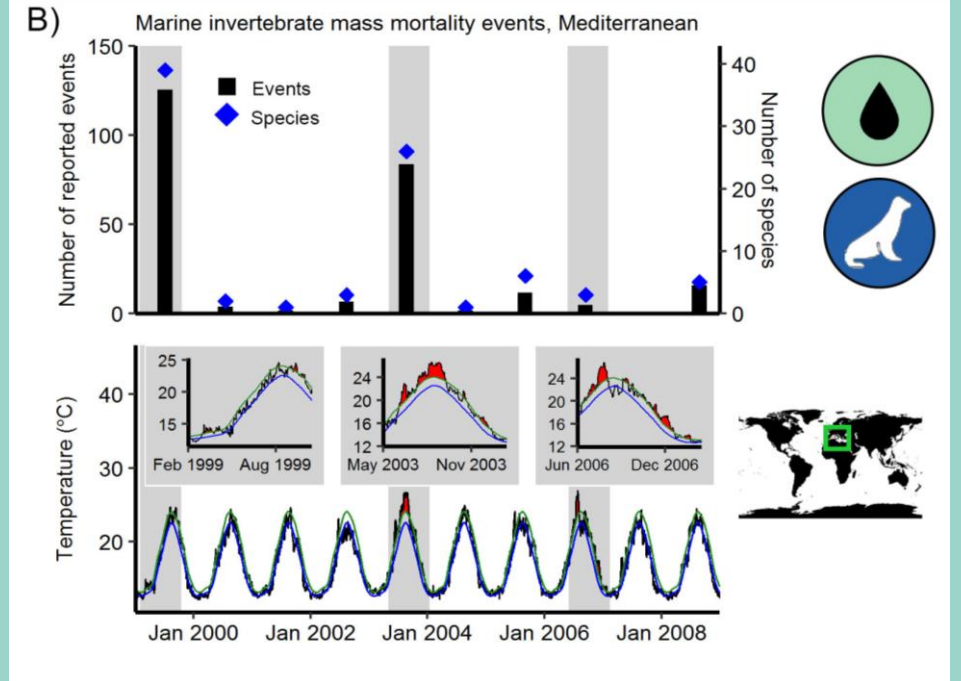 B)
Marine invertebrate mass mortality events, Mediterranean
Number of reported events
150
100
50
0
Events
Species
40
30
20
10
0
Number of species
Temperature (°C)
40
30
20
25
20
15
Feb 1999 Aug 1999
24
20
16
12
May 2003 Nov 2003
24
20
16
12
Jun 2006 Dec 2006
Jan 2000 Jan 2002 Jan 2004 Jan 2006 Jan 2008